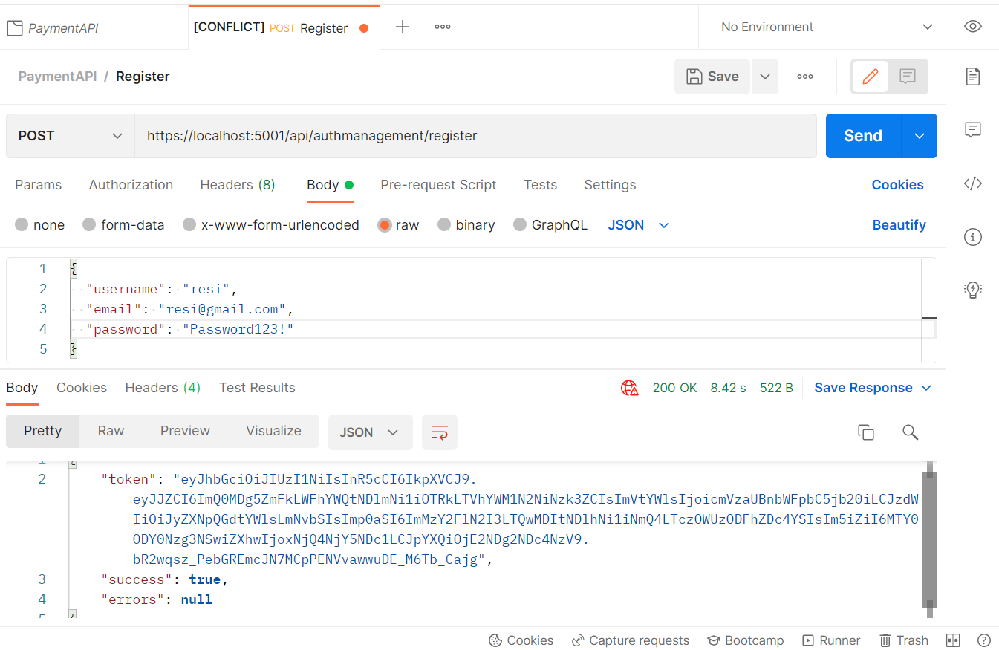 PaymentAPI
[CONFLICT] POST Register
No Environment
PaymentAPI / Register
Save
POST
https://localhost:5001/api/authmanagement/register
Send
Params Authorization Headers (8) Body Pre-request Script Tests Settings Cookies
none form-data x-www-form-urlencoded raw binary GraphQL JSON Beautify
1 {
2 "username": "resi",
3 "email": "resi@gmail.com",
4 "password": "Password123!"
5 }
Body Cookies Headers (4) Test Results 200 OK 8.42 s 522 B Save Response
Pretty Raw Preview Visualize JSON
2 "token": "eyJhbGciOiJIUzI1NiIsInR5cCI6IkpXVCJ9.
eyJJZCI6ImQ0MDg5ZmFkLWFhYWQtNDlmNi1iOTRkLTVhYWM1N2NiNzk3ZCIsImVtYWlsIjoicmVzaUBnbWFpbC5jb20iLCJzdW
IiOiJyZXNpQGdtYWlsLmNvbSIsImp0aSI6ImMzY2FlN2I3LTQwMDItNDlhNi1iNmQ4LTczOWUzODFhZDc4YSIsIm5iZiI6MTY0
ODY0Nzg3NSwiZXhwIjoxNjQ4NjY5NDc1LCJpYXQiOjE2NDg2NDc4NzV9.
bR2wqsz_PebGREmcJN7MCpPENVvawwuDE_M6Tb_Cajg",
3 "success": true,
4 "errors": null
Cookies Capture requests Bootcamp Runner Trash